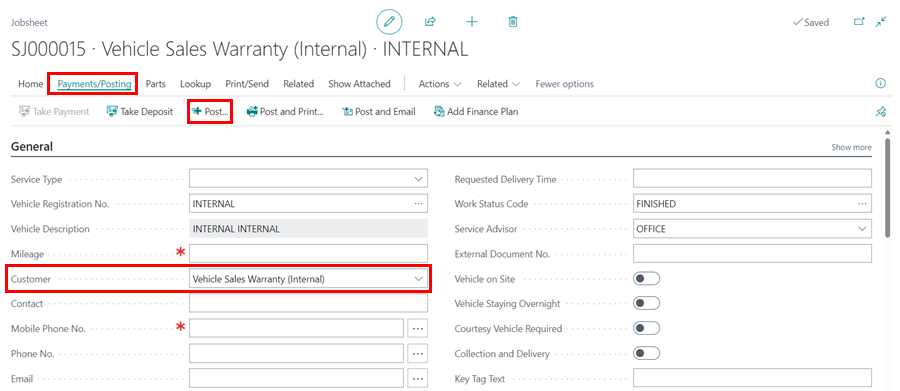 Jobsheet
Saved
SJ000015 · Vehicle Sales Warranty (Internal) · INTERNAL
Home Payments/Posting Parts Lookup Print/Send Related Show Attached Actions Related Fewer options
Take Payment Take Deposit Post... Post and Print... Post and Email Add Finance Plan
General Show more
Service Type Requested Delivery Time
Vehicle Registration No. INTERNAL ... Work Status Code FINISHED ...
Vehicle Description INTERNAL INTERNAL Service Advisor OFFICE
Mileage * External Document No.
Customer Vehicle Sales Warranty (Internal) Vehicle on Site
Contact Vehicle Staying Overnight
Mobile Phone No. * ... Courtesy Vehicle Required
Phone No. ... Collection and Delivery
Email ... Key Tag Text